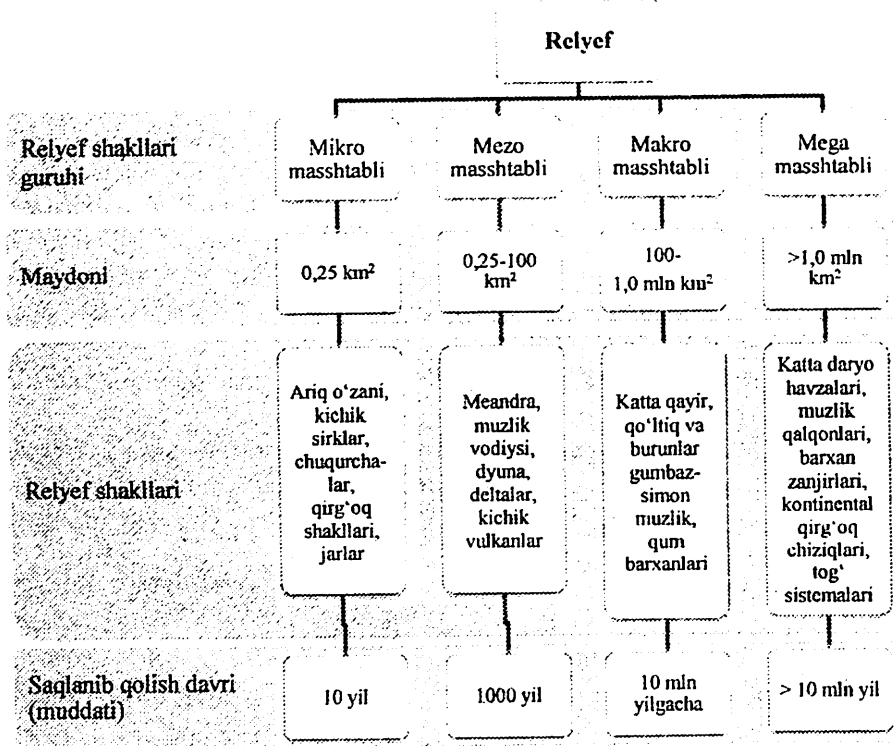 Relyef
Relyef shakllari
guruhi
Mikro
masshtabli
Mezo
masshtabli
Makro
masshtabli
Mega
masshtabli
Maydoni
0,25 km²
0,25-100
km²
100-
1,0 mln km²
>1,0 mln
km²
Relyef shakllari
Ariq o‘zani,
kichik
sirklar,
chuqurcha-
lar,
qirg‘oq
shakllari,
jarlar
Meandra,
muzlik
vodiysi,
dyuma,
deltalar,
kichik
vulkanlar
Katta qayir,
qo‘ltiq va
burunlar
gumbaz-
simon
muzlik,
qum
barxanlari
Katta daryo
havzalari,
muzlik
qalqonlari,
barxan
zanjirlari,
kontinental
qirg‘oq
chiziqlari,
tog‘
sistemalari
Saqlanib qolish davri
(muddati)
10 yil
1000 yil
10 mln
yilgacha
> 10 mln yil